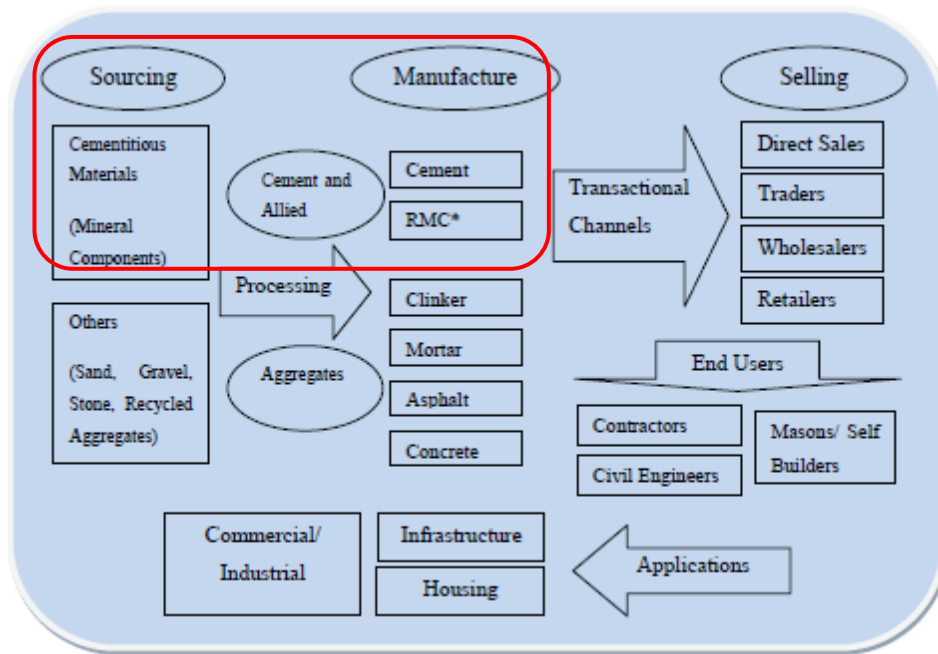 Sourcing
Manufacture
Selling
Cementitious
Materials
(Mineral
Components)
Cement and
Allied
Cement
RMC*
Transactional
Channels
Direct Sales
Traders
Wholesalers
Retailers
Processing
Clinker
Mortar
Asphalt
Concrete
Others
(Sand, Gravel,
Stone, Recycled
Aggregates)
Aggregates
End Users
Contractors
Civil Engineers
Masons/ Self
Builders
Commercial/
Industrial
Infrastructure
Housing
Applications